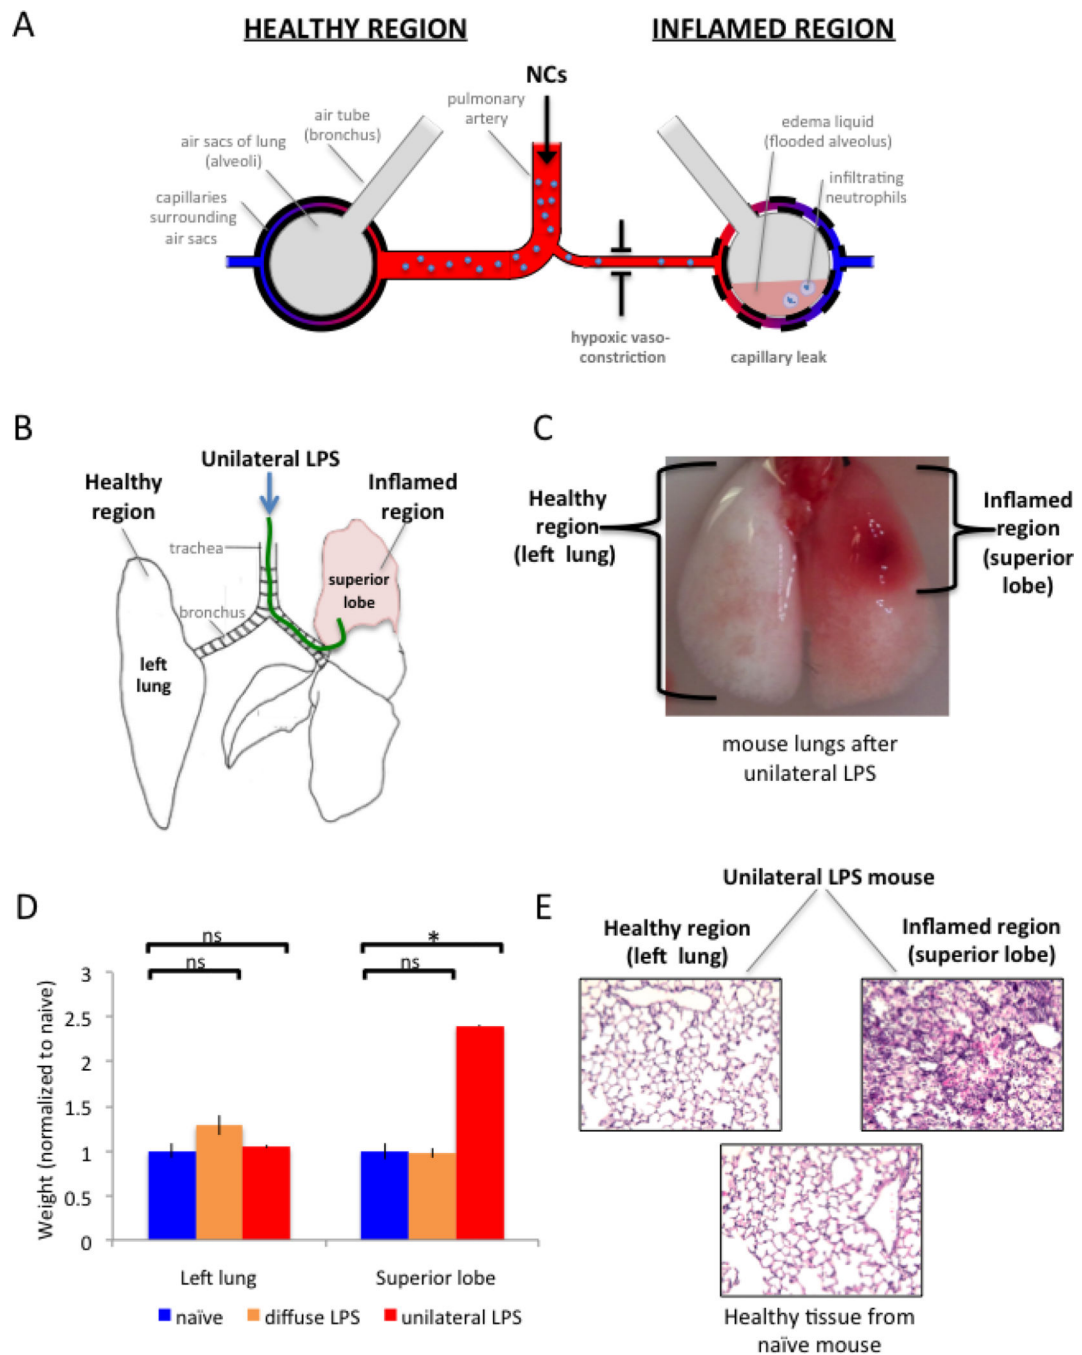 A
HEALTHY REGION
INFLAMED REGION
NCs
pulmonary
artery
air tube
(bronchus)
air sacs of lung
(alveoli)
capillaries
surrounding
air sacs
edema liquid
(flooded alveolus)
infiltrating
neutrophils
hypoxic vaso-
constriction
capillary leak
B
Unilateral LPS
Healthy
region
Inflamed
region
trachea
bronchus
superior
lobe
left
lung
C
Healthy
region
(left lung)
Inflamed
region
(superior
lobe)
mouse lungs after
unilateral LPS
D
ns
ns
*
ns
Weight (normalized to naive)
3
2.5
2
1.5
1
0.5
0
Left lung
Superior lobe
naïve
diffuse LPS
unilateral LPS
E
Unilateral LPS mouse
Healthy region
(left lung)
Inflamed region
(superior lobe)
Healthy tissue from
naïve mouse